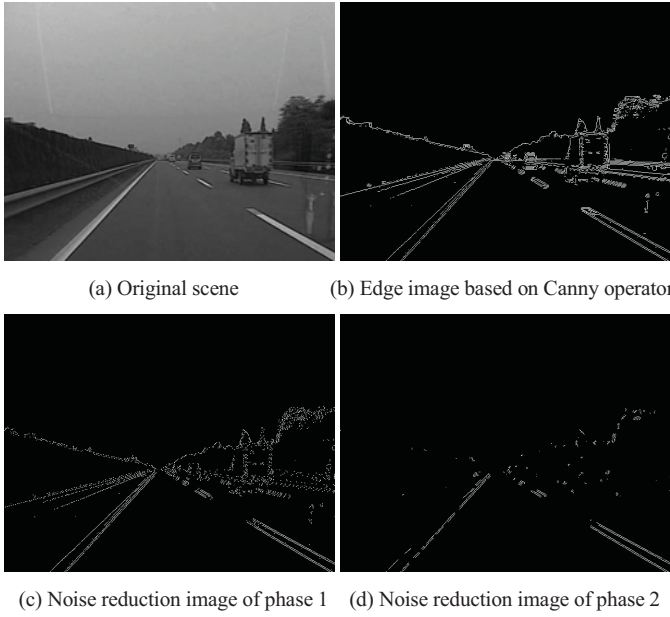 (a) Original scene
(b) Edge image based on Canny operator
(c) Noise reduction image of phase 1
(d) Noise reduction image of phase 2